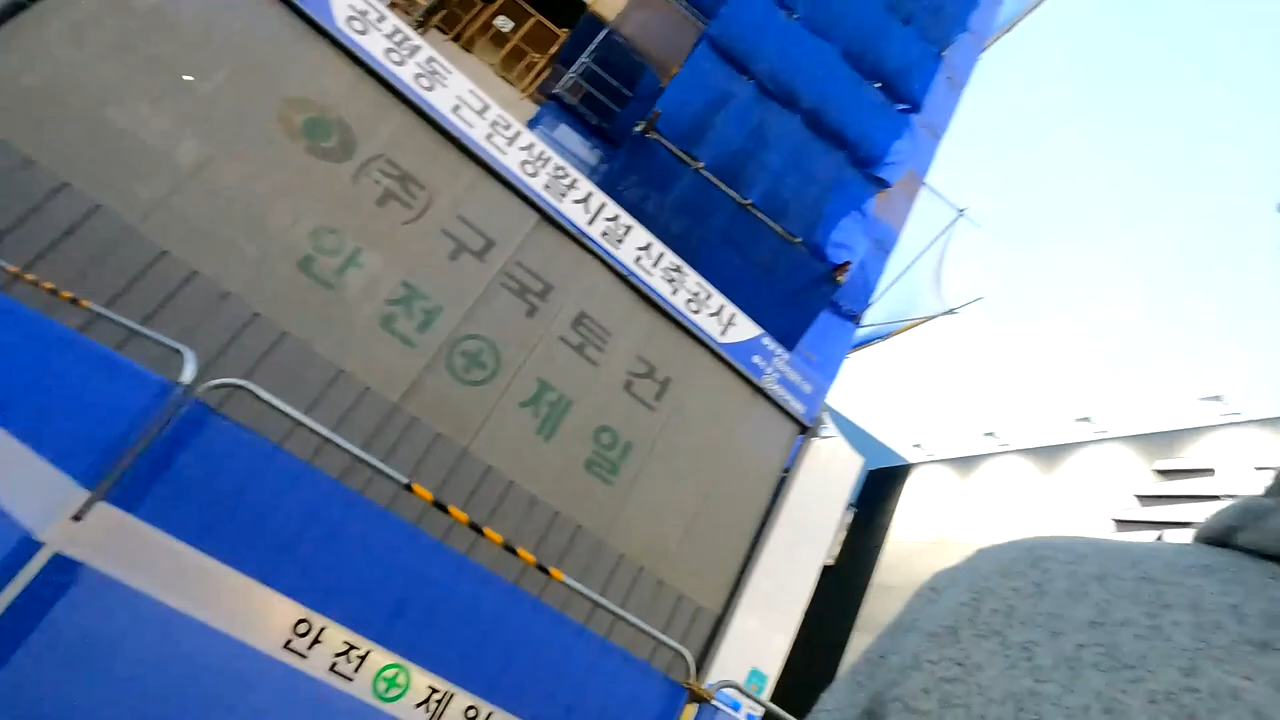 공평동 근린생활시설 신축공사
(주)구국토건
안전 제일
안전 제일